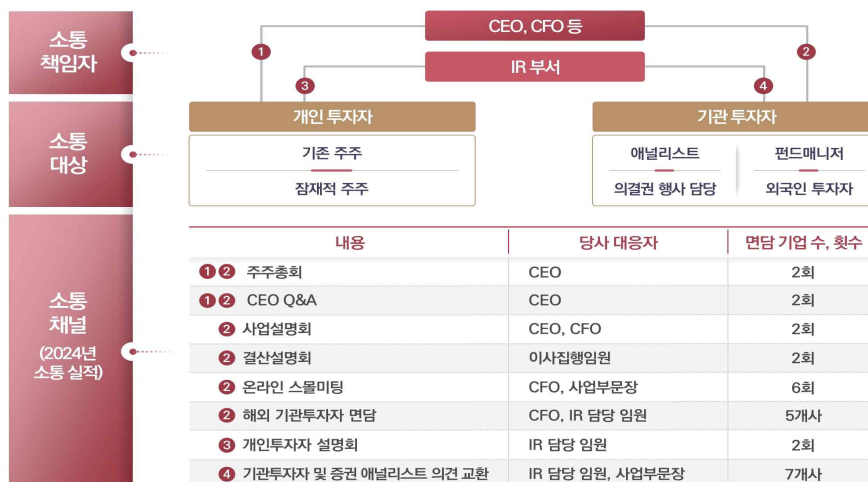 소통
책임자
CEO, CFO 등
1
2
IR 부서
3
4
소통
대상
개인 투자자
기존 주주
잠재적 주주
기관 투자자
애널리스트
펀드매니저
의결권 행사 담당
외국인 투자자
소통
채널
(2024년
소통 실적)
내용 당사 대응자 면담 기업 수, 횟수
1 2 주주총회 CEO 2회
1 2 CEO Q&A CEO 2회
2 사업설명회 CEO, CFO 2회
2 결산설명회 이사집행임원 2회
2 온라인 스몰미팅 CFO, 사업부문장 6회
2 해외 기관투자자 면담 CFO, IR 담당 임원 5개사
3 개인투자자 설명회 IR 담당 임원 2회
4 기관투자자 및 증권 애널리스트 의견 교환 IR 담당 임원, 사업부문장 7개사